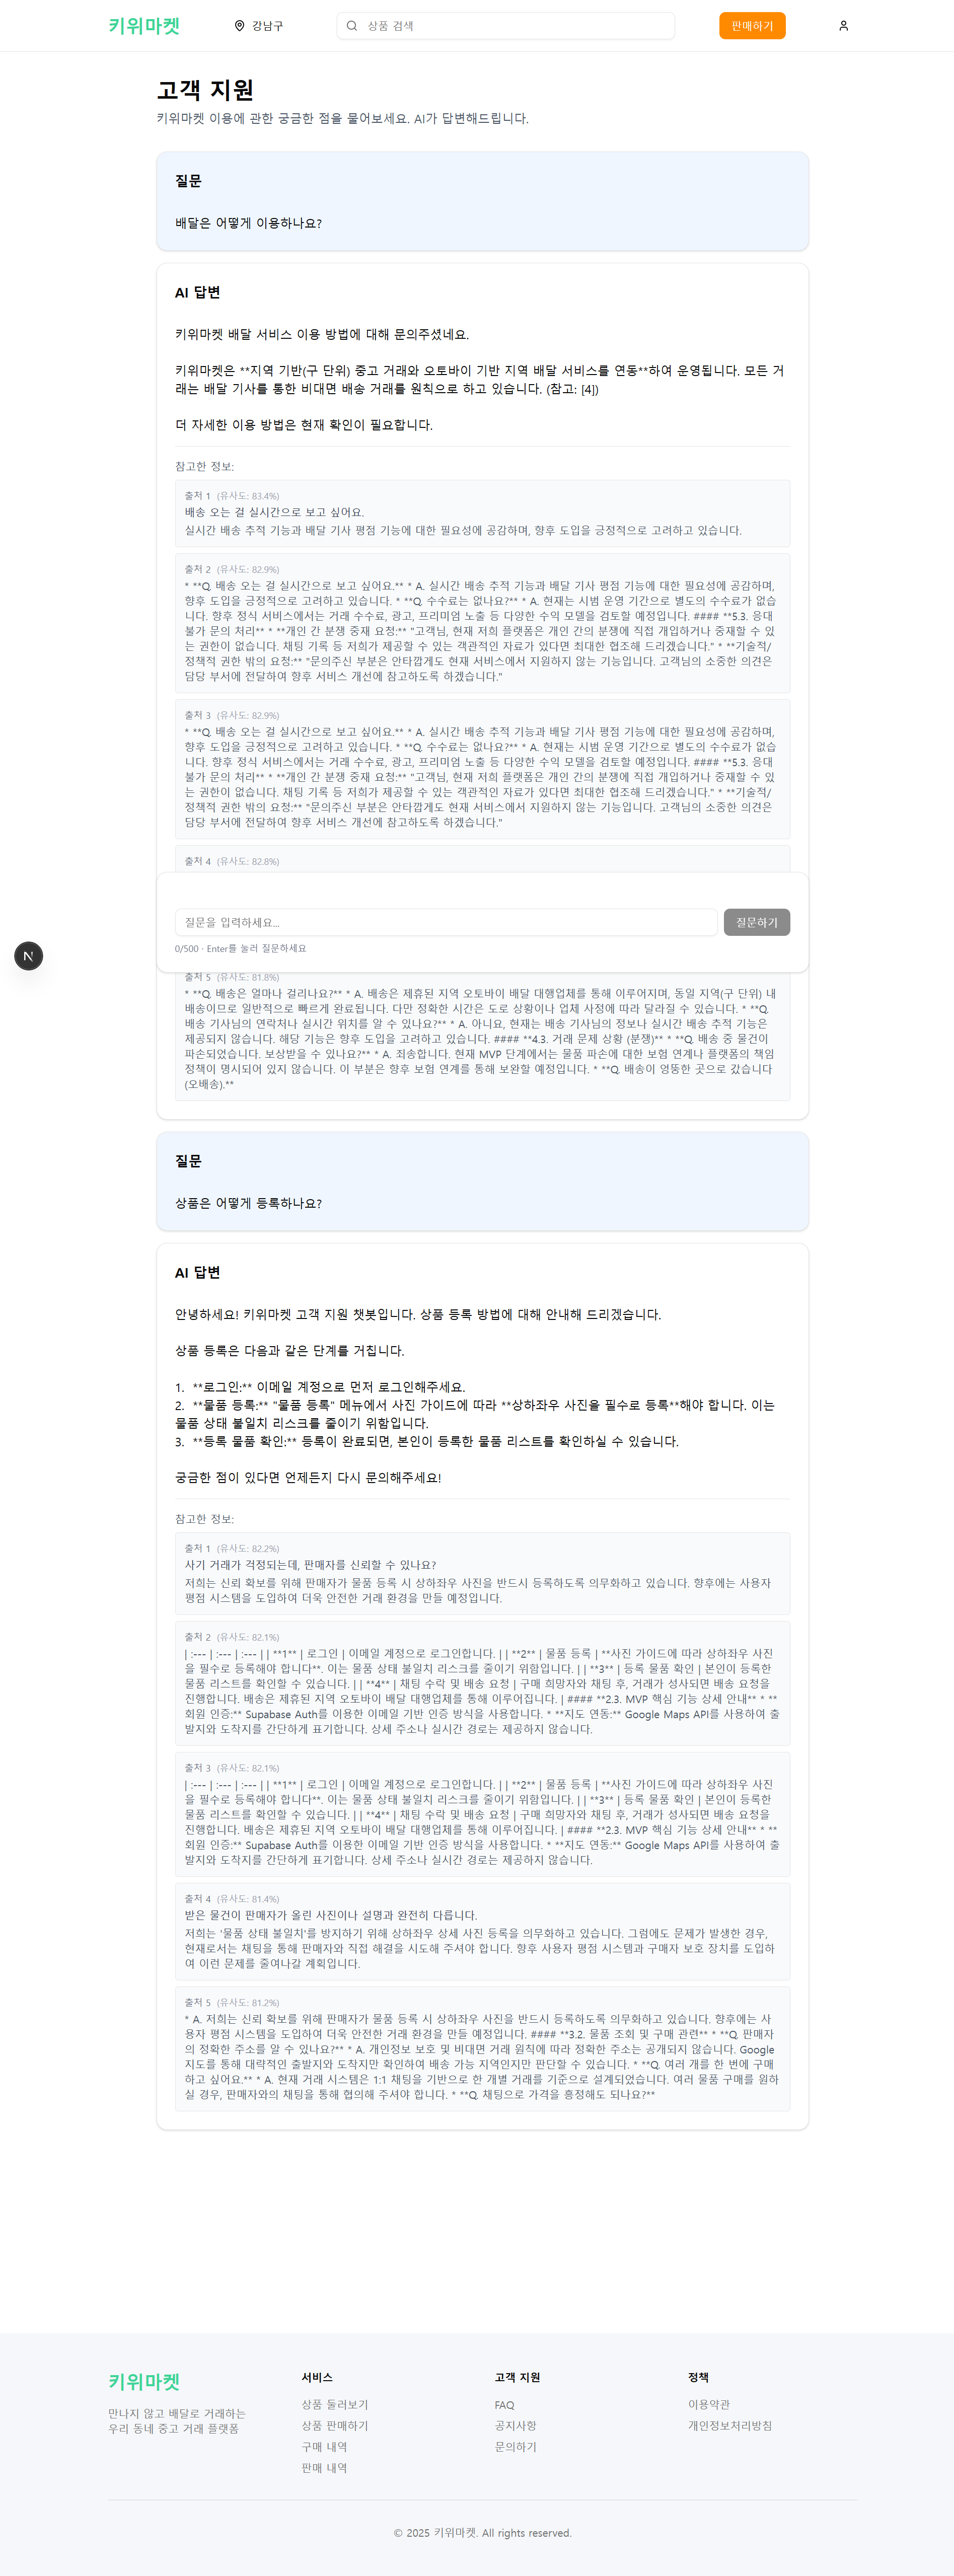 키위마켓
강남구
상품 검색
판매하기
고객 지원
키위마켓 이용에 관한 궁금한 점을 물어보세요. AI가 답변해드립니다.
질문
배달은 어떻게 이용하나요?
AI 답변
키위마켓 배달 서비스 이용 방법에 대해 문의주셨네요.
키위마켓은 **지역 기반(구 단위) 중고 거래와 오토바이 기반 지역 배달 서비스를 연동**하여 운영됩니다. 모든 거
래는 배달 기사를 통한 비대면 배송 거래를 원칙으로 하고 있습니다. (참고: [4])
더 자세한 이용 방법은 현재 확인이 필요합니다.
참고한 정보:
출처 1 (유사도: 83.4%)
배송 오는 걸 실시간으로 보고 싶어요.
실시간 배송 추적 기능과 배달 기사 평점 기능에 대한 필요성에 공감하며, 향후 도입을 긍정적으로 고려하고 있습니다.
출처 2 (유사도: 82.9%)
* **Q. 배송 오는 걸 실시간으로 보고 싶어요.** * A. 실시간 배송 추적 기능과 배달 기사 평점 기능에 대한 필요성에 공감하며,
향후 도입을 긍정적으로 고려하고 있습니다. * **Q. 수수료는 없나요?** * A. 현재는 시범 운영 기간으로 별도의 수수료가 없습
니다. 향후 정식 서비스에서는 거래 수수료, 광고, 프리미엄 노출 등 다양한 수익 모델을 검토할 예정입니다. #### **5.3. 응대
불가 문의 처리** * **개인 간 분쟁 중재 요청:** "고객님, 현재 저희 플랫폼은 개인 간의 분쟁에 직접 개입하거나 중재할 수 있
는 권한이 없습니다. 채팅 기록 등 저희가 제공할 수 있는 객관적인 자료가 있다면 최대한 협조해 드리겠습니다." * **기술적/
정책적 권한 밖의 요청:** "문의주신 부분은 안타깝게도 현재 서비스에서 지원하지 않는 기능입니다. 고객님의 소중한 의견은
담당 부서에 전달하여 향후 서비스 개선에 참고하도록 하겠습니다."
출처 3 (유사도: 82.9%)
* **Q. 배송 오는 걸 실시간으로 보고 싶어요.** * A. 실시간 배송 추적 기능과 배달 기사 평점 기능에 대한 필요성에 공감하며,
향후 도입을 긍정적으로 고려하고 있습니다. * **Q. 수수료는 없나요?** * A. 현재는 시범 운영 기간으로 별도의 수수료가 없습
니다. 향후 정식 서비스에서는 거래 수수료, 광고, 프리미엄 노출 등 다양한 수익 모델을 검토할 예정입니다. #### **5.3. 응대
불가 문의 처리** * **개인 간 분쟁 중재 요청:** "고객님, 현재 저희 플랫폼은 개인 간의 분쟁에 직접 개입하거나 중재할 수 있
는 권한이 없습니다. 채팅 기록 등 저희가 제공할 수 있는 객관적인 자료가 있다면 최대한 협조해 드리겠습니다." * **기술적/
정책적 권한 밖의 요청:** "문의주신 부분은 안타깝게도 현재 서비스에서 지원하지 않는 기능입니다. 고객님의 소중한 의견은
담당 부서에 전달하여 향후 서비스 개선에 참고하도록 하겠습니다."
출처 4 (유사도: 82.8%)
질문을 입력하세요...
질문하기
0/500 · Enter를 눌러 질문하세요
N
출처 5 (유사도: 81.8%)
* **Q. 배송은 얼마나 걸리나요?** * A. 배송은 제휴된 지역 오토바이 배달 대행업체를 통해 이루어지며, 동일 지역(구 단위) 내
배송이므로 일반적으로 빠르게 완료됩니다. 다만 정확한 시간은 도로 상황이나 업체 사정에 따라 달라질 수 있습니다. * **Q.
배송 기사님의 연락처나 실시간 위치를 알 수 있나요?** * A. 아니요, 현재는 배송 기사님의 정보나 실시간 배송 추적 기능은
제공되지 않습니다. 해당 기능은 향후 도입을 고려하고 있습니다. #### **4.3. 거래 문제 상황 (분쟁)** * **Q. 배송 중 물건이
파손되었습니다. 보상받을 수 있나요?** * A. 죄송합니다. 현재 MVP 단계에서는 물품 파손에 대한 보험 연계나 플랫폼의 책임
정책이 명시되어 있지 않습니다. 이 부분은 향후 보험 연계를 통해 보완할 예정입니다. * **Q. 배송이 엉뚱한 곳으로 갔습니다
(오배송).**
질문
상품은 어떻게 등록하나요?
AI 답변
안녕하세요! 키위마켓 고객 지원 챗봇입니다. 상품 등록 방법에 대해 안내해 드리겠습니다.
상품 등록은 다음과 같은 단계를 거칩니다.
1. **로그인:** 이메일 계정으로 먼저 로그인해주세요.
2. **물품 등록:** "물품 등록" 메뉴에서 사진 가이드에 따라 **상하좌우 사진을 필수로 등록**해야 합니다. 이는
물품 상태 불일치 리스크를 줄이기 위함입니다.
3. **등록 물품 확인:** 등록이 완료되면, 본인이 등록한 물품 리스트를 확인하실 수 있습니다.
궁금한 점이 있다면 언제든지 다시 문의해주세요!
참고한 정보:
출처 1 (유사도: 82.2%)
사기 거래가 걱정되는데, 판매자를 신뢰할 수 있나요?
저희는 신뢰 확보를 위해 판매자가 물품 등록 시 상하좌우 사진을 반드시 등록하도록 의무화하고 있습니다. 향후에는 사용자
평점 시스템을 도입하여 더욱 안전한 거래 환경을 만들 예정입니다.
출처 2 (유사도: 82.1%)
| :--- | :--- | :--- | | **1** | 로그인 | 이메일 계정으로 로그인합니다. | | **2** | 물품 등록 | **사진 가이드에 따라 상하좌우 사진
을 필수로 등록해야 합니다**. 이는 물품 상태 불일치 리스크를 줄이기 위함입니다. | | **3** | 등록 물품 확인 | 본인이 등록한
물품 리스트를 확인할 수 있습니다. | | **4** | 채팅 수락 및 배송 요청 | 구매 희망자와 채팅 후, 거래가 성사되면 배송 요청을
진행합니다. 배송은 제휴된 지역 오토바이 배달 대행업체를 통해 이루어집니다. | #### **2.3. MVP 핵심 기능 상세 안내** * **
회원 인증:** Supabase Auth를 이용한 이메일 기반 인증 방식을 사용합니다. * **지도 연동:** Google Maps API를 사용하여 출
발지와 도착지를 간단하게 표기합니다. 상세 주소나 실시간 경로는 제공하지 않습니다.
출처 3 (유사도: 82.1%)
| :--- | :--- | :--- | | **1** | 로그인 | 이메일 계정으로 로그인합니다. | | **2** | 물품 등록 | **사진 가이드에 따라 상하좌우 사진
을 필수로 등록해야 합니다**. 이는 물품 상태 불일치 리스크를 줄이기 위함입니다. | | **3** | 등록 물품 확인 | 본인이 등록한
물품 리스트를 확인할 수 있습니다. | | **4** | 채팅 수락 및 배송 요청 | 구매 희망자와 채팅 후, 거래가 성사되면 배송 요청을
진행합니다. 배송은 제휴된 지역 오토바이 배달 대행업체를 통해 이루어집니다. | #### **2.3. MVP 핵심 기능 상세 안내** * **
회원 인증:** Supabase Auth를 이용한 이메일 기반 인증 방식을 사용합니다. * **지도 연동:** Google Maps API를 사용하여 출
발지와 도착지를 간단하게 표기합니다. 상세 주소나 실시간 경로는 제공하지 않습니다.
출처 4 (유사도: 81.4%)
받은 물건이 판매자가 올린 사진이나 설명과 완전히 다릅니다.
저희는 '물품 상태 불일치'를 방지하기 위해 상하좌우 상세 사진 등록을 의무화하고 있습니다. 그럼에도 문제가 발생한 경우,
현재로서는 채팅을 통해 판매자와 직접 해결을 시도해 주셔야 합니다. 향후 사용자 평점 시스템과 구매자 보호 장치를 도입하
여 이런 문제를 줄여나갈 계획입니다.
출처 5 (유사도: 81.2%)
* A. 저희는 신뢰 확보를 위해 판매자가 물품 등록 시 상하좌우 사진을 반드시 등록하도록 의무화하고 있습니다. 향후에는 사
용자 평점 시스템을 도입하여 더욱 안전한 거래 환경을 만들 예정입니다. #### **3.2. 물품 조회 및 구매 관련** * **Q. 판매자
의 정확한 주소를 알 수 있나요?** * A. 개인정보 보호 및 비대면 거래 원칙에 따라 정확한 주소는 공개되지 않습니다. Google
지도를 통해 대략적인 출발지와 도착지만 확인하여 배송 가능 지역인지만 판단할 수 있습니다. * **Q. 여러 개를 한 번에 구매
하고 싶어요.** * A. 현재 거래 시스템은 1:1 채팅을 기반으로 한 개별 거래를 기준으로 설계되었습니다. 여러 물품 구매를 원하
실 경우, 판매자와의 채팅을 통해 협의해 주셔야 합니다. * **Q. 채팅으로 가격을 흥정해도 되나요?**
키위마켓
만나지 않고 배달로 거래하는
우리 동네 중고 거래 플랫폼
서비스
상품 둘러보기
상품 판매하기
구매 내역
판매 내역
고객 지원
FAQ
공지사항
문의하기
정책
이용약관
개인정보처리방침
© 2025 키위마켓. All rights reserved.